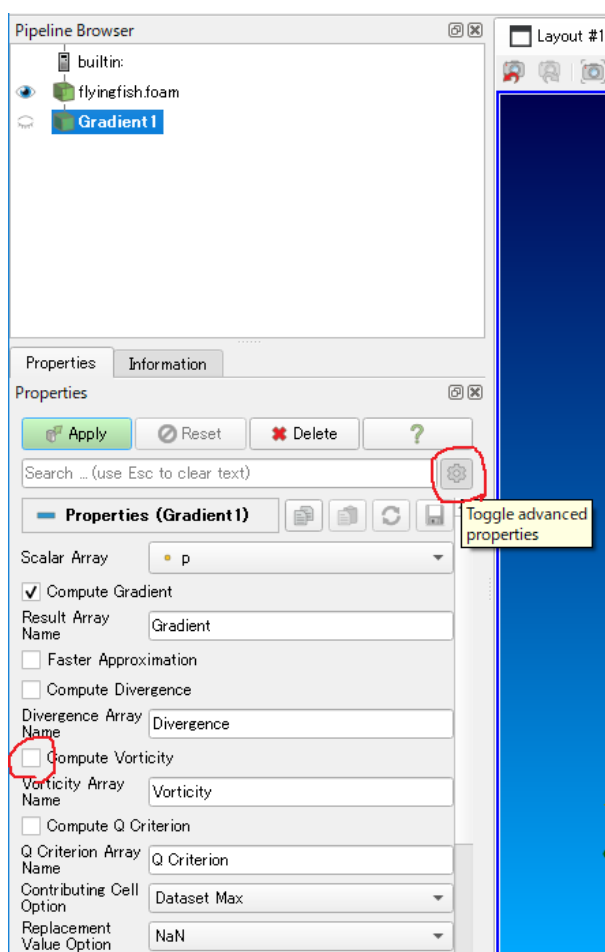 Pipeline Browser
Layout #1
builtin:
flyingfish.foam
Gradient1
Properties
Information
Properties
Apply
Reset
Delete
?
Search ... (use Esc to clear text)
Properties (Gradient1)
Toggle advanced
properties
Scalar Array
p
Compute Gradient
Result Array
Name
Gradient
Faster Approximation
Compute Divergence
Divergence Array
Name
Divergence
Compute Vorticity
Vorticity Array
Name
Vorticity
Compute Q Criterion
Q Criterion Array
Name
Q Criterion
Contributing Cell
Option
Dataset Max
Replacement
Value Option
NaN